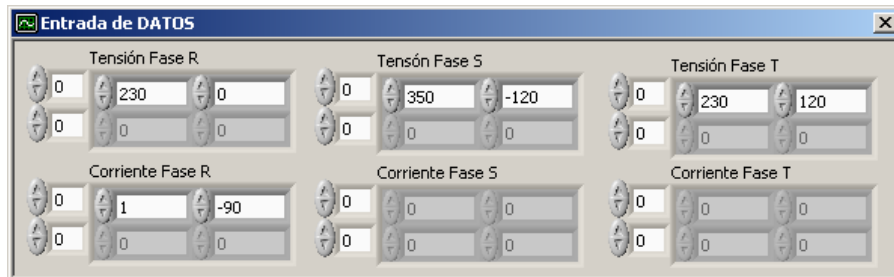 Entrada de DATOS
Tensión Fase R Tensón Fase S Tensión Fase T
0 230 0 0 350 -120 0 230 120
0 0 0 0 0 0 0 0 0
Corriente Fase R Corriente Fase S Corriente Fase T
0 1 -90 0 0 0 0 0 0
0 0 0 0 0 0 0 0 0